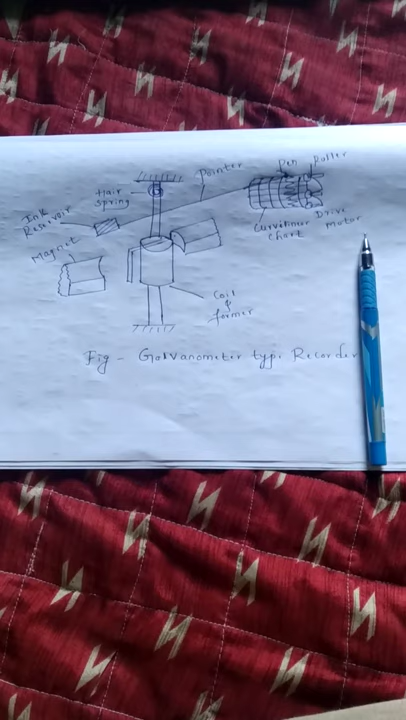 Pen Roller
Pointer
Hair
spring
Ink
Reservoir
Curvilinear
chart
Drive
Motor
Magnet
Coil
&
former
Fig - Galvanometer type Recorder